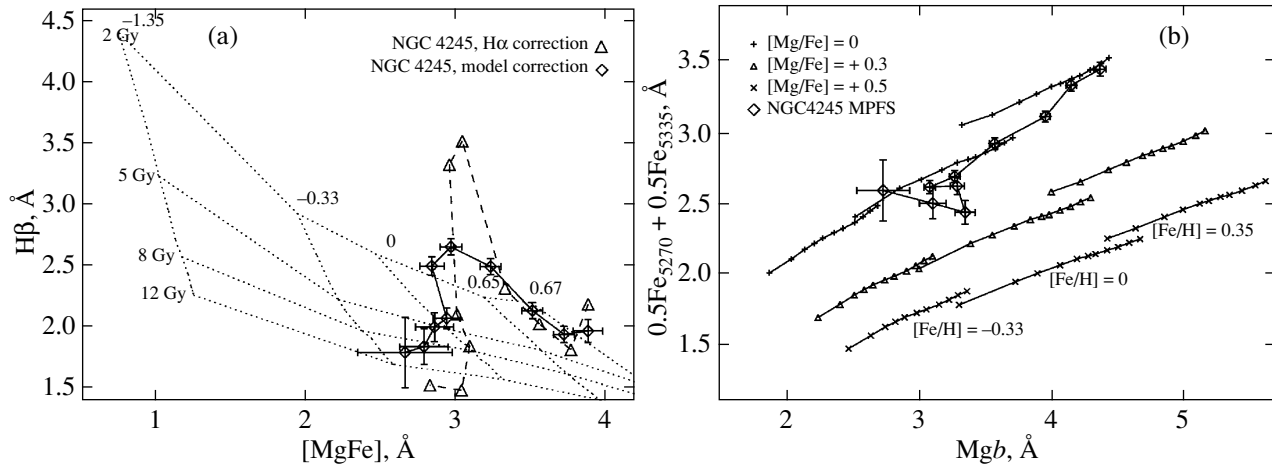 (a)
NGC 4245, Hα correction
NGC 4245, model correction
–1.35
2 Gy
5 Gy
8 Gy
12 Gy
–0.33
0
0.65
0.67
4.5
4.0
3.5
3.0
2.5
2.0
1.5
Hβ, Å
1
2
3
4
[MgFe], Å
(b)
[Mg/Fe] = 0
[Mg/Fe] = + 0.3
[Mg/Fe] = + 0.5
NGC4245 MPFS
[Fe/H] = 0.35
[Fe/H] = 0
[Fe/H] = –0.33
3.5
3.0
2.5
2.0
1.5
0.5Fe5270 + 0.5Fe5335, Å
2
3
4
5
Mgb, Å